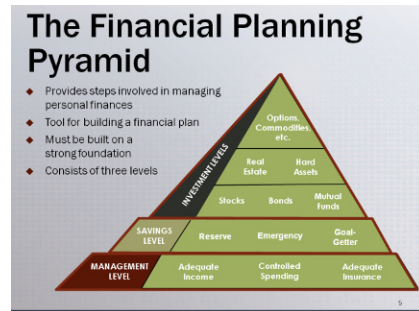 The Financial Planning
Pyramid
Provides steps involved in managing
personal finances
Tool for building a financial plan
Must be built on a
strong foundation
Consists of three levels
INVESTMENT LEVELS
Options,
Commodities,
etc.
Real
Estate
Hard
Assets
Stocks
Bonds
Mutual
Funds
SAVINGS
LEVEL
Reserve
Emergency
Goal-
Getter
MANAGEMENT
LEVEL
Adequate
Income
Controlled
Spending
Adequate
Insurance
5